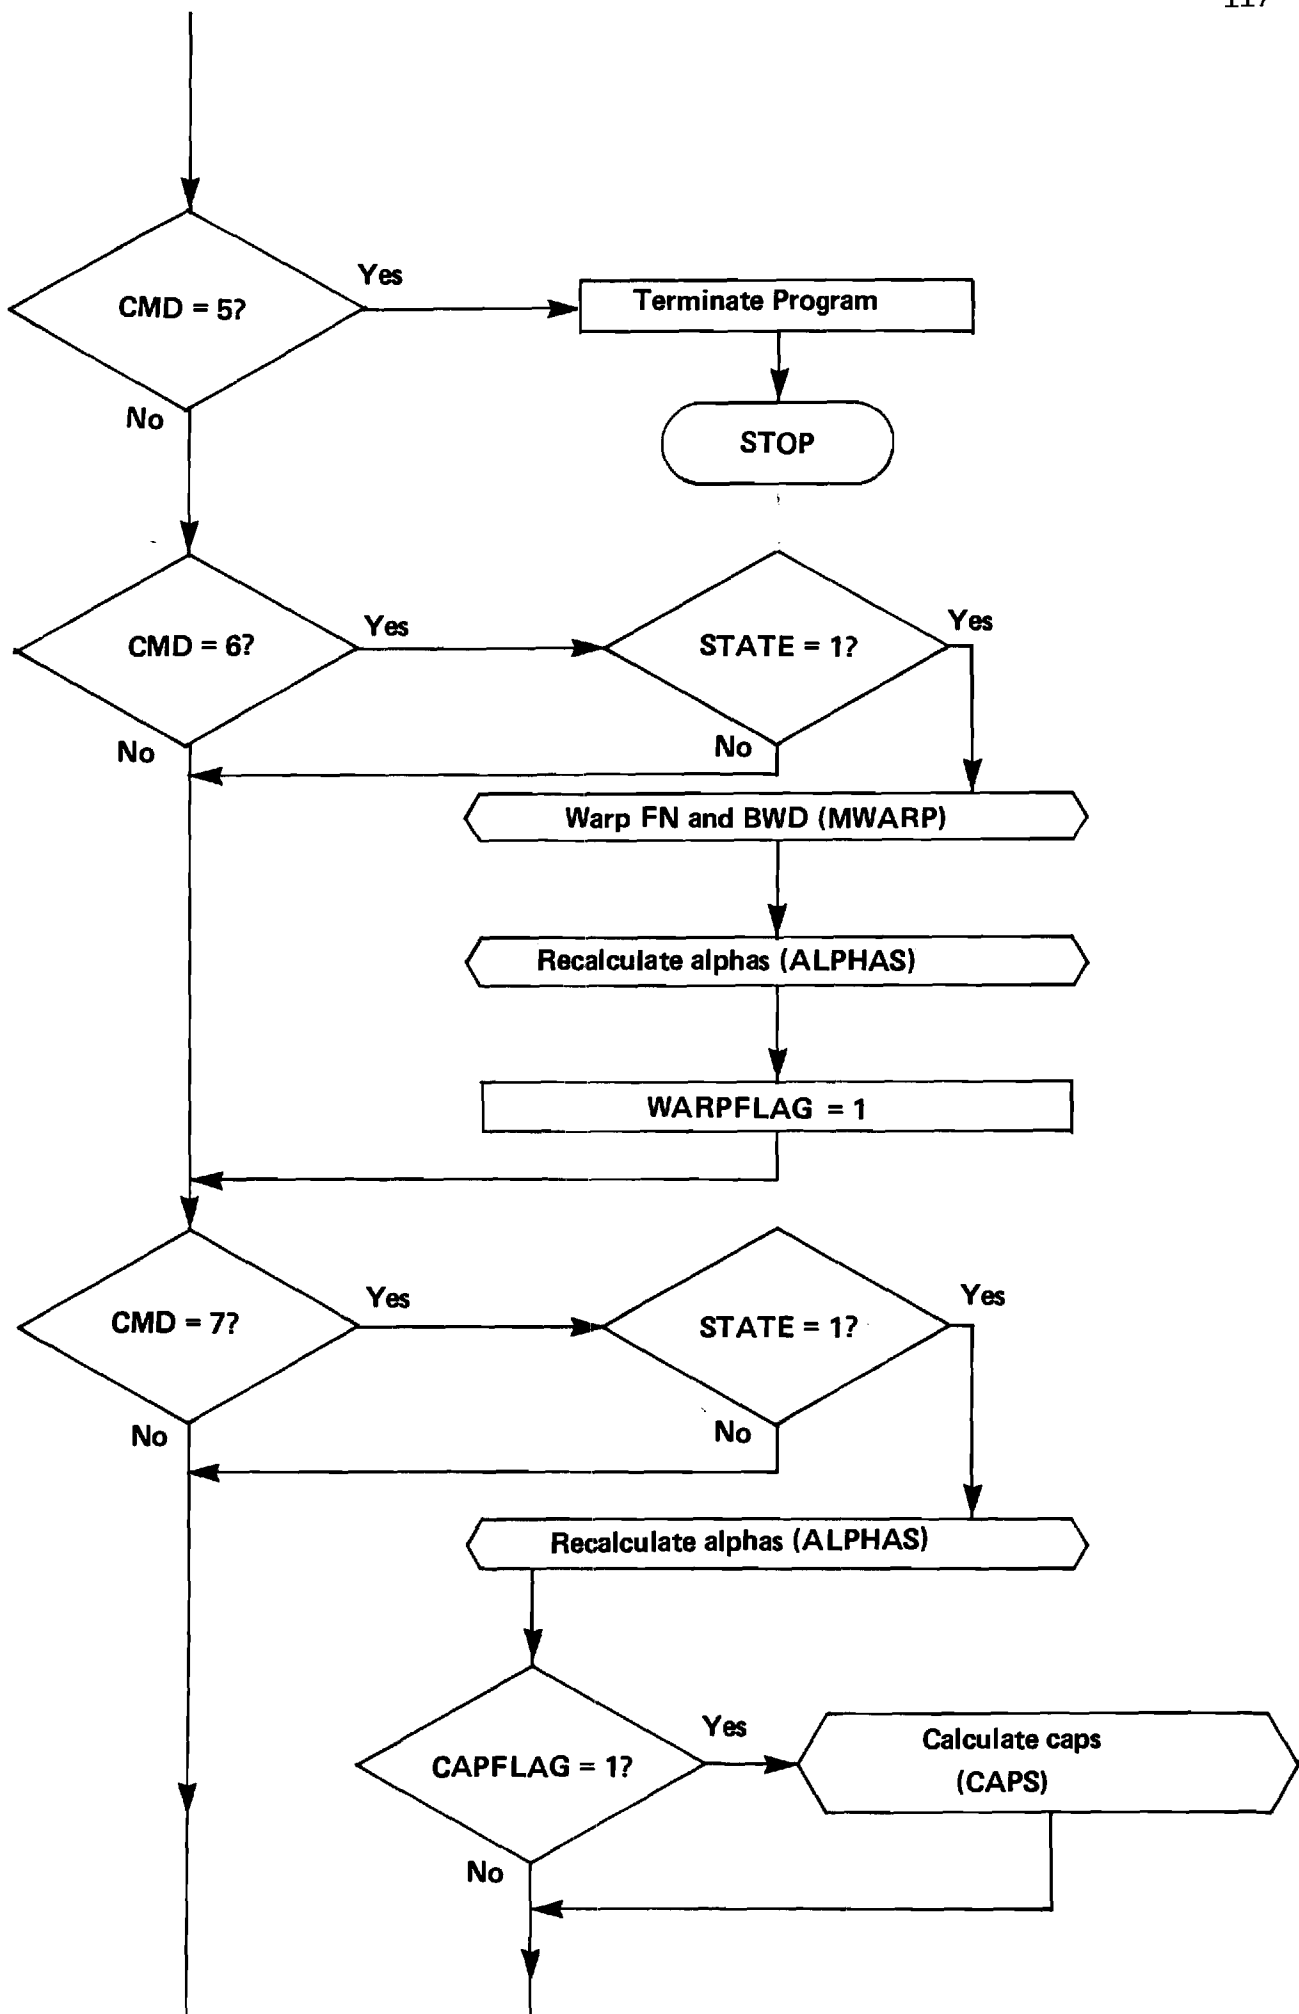 117
Yes
CMD = 5?
Terminate Program
No
STOP
CMD = 6?
Yes
STATE = 1?
Yes
No
No
Warp FN and BWD (MWARP)
Recalculate alphas (ALPHAS)
WARPFLAG = 1
CMD = 7?
Yes
STATE = 1?
Yes
No
No
Recalculate alphas (ALPHAS)
CAPFLAG = 1?
Yes
Calculate caps
(CAPS)
No